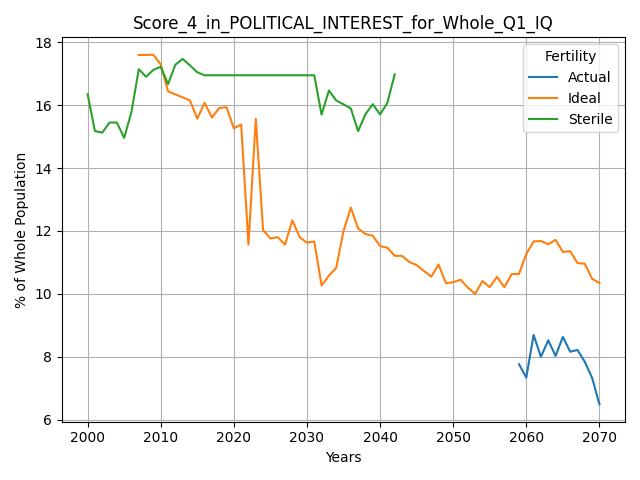 Score_4_in_POLITICAL_INTEREST_for_Whole_Q1_IQ
18
16
14
12
10
8
6
% of Whole Population
Fertility
Actual
Ideal
Sterile
2000 2010 2020 2030 2040 2050 2060 2070
Years